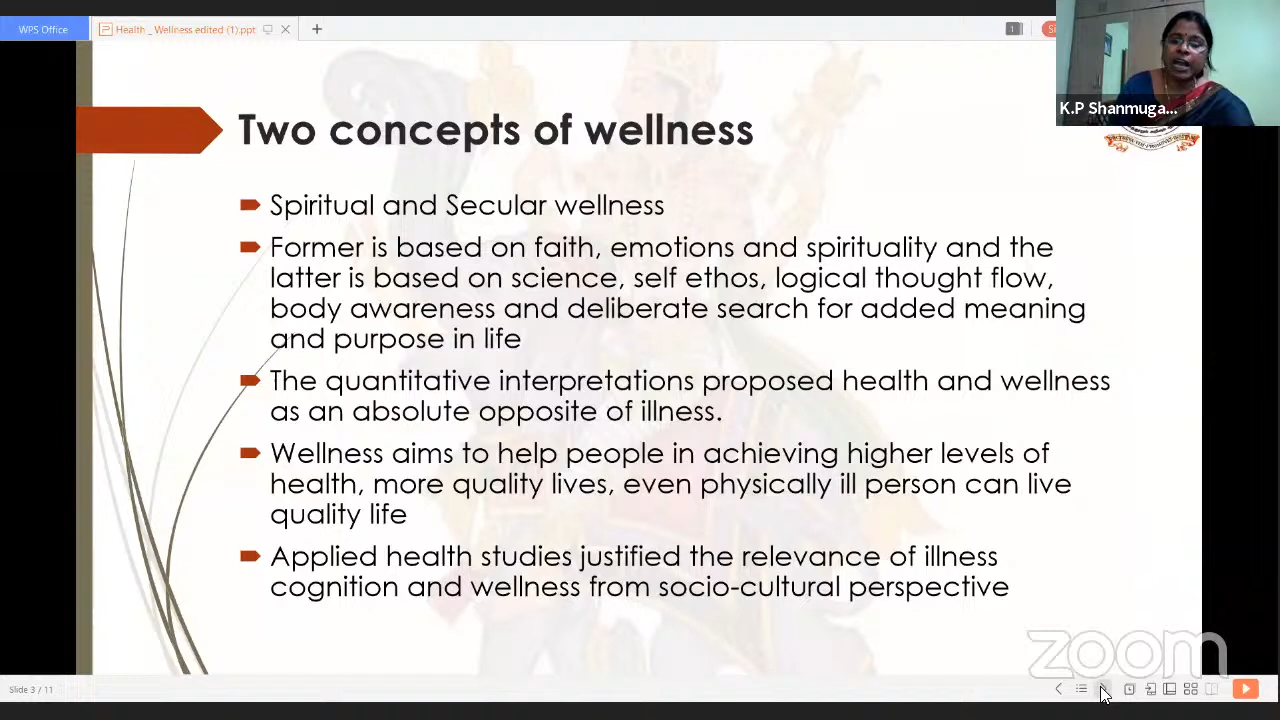 WPS Office
Health _ Wellness edited (1).ppt
1
K.P Shanmuga...
Two concepts of wellness
Spiritual and Secular wellness
Former is based on faith, emotions and spirituality and the
latter is based on science, self ethos, logical thought flow,
body awareness and deliberate search for added meaning
and purpose in life
The quantitative interpretations proposed health and wellness
as an absolute opposite of illness.
Wellness aims to help people in achieving higher levels of
health, more quality lives, even physically ill person can live
quality life
Applied health studies justified the relevance of illness
cognition and wellness from socio-cultural perspective
zoom
Slide 3 / 11